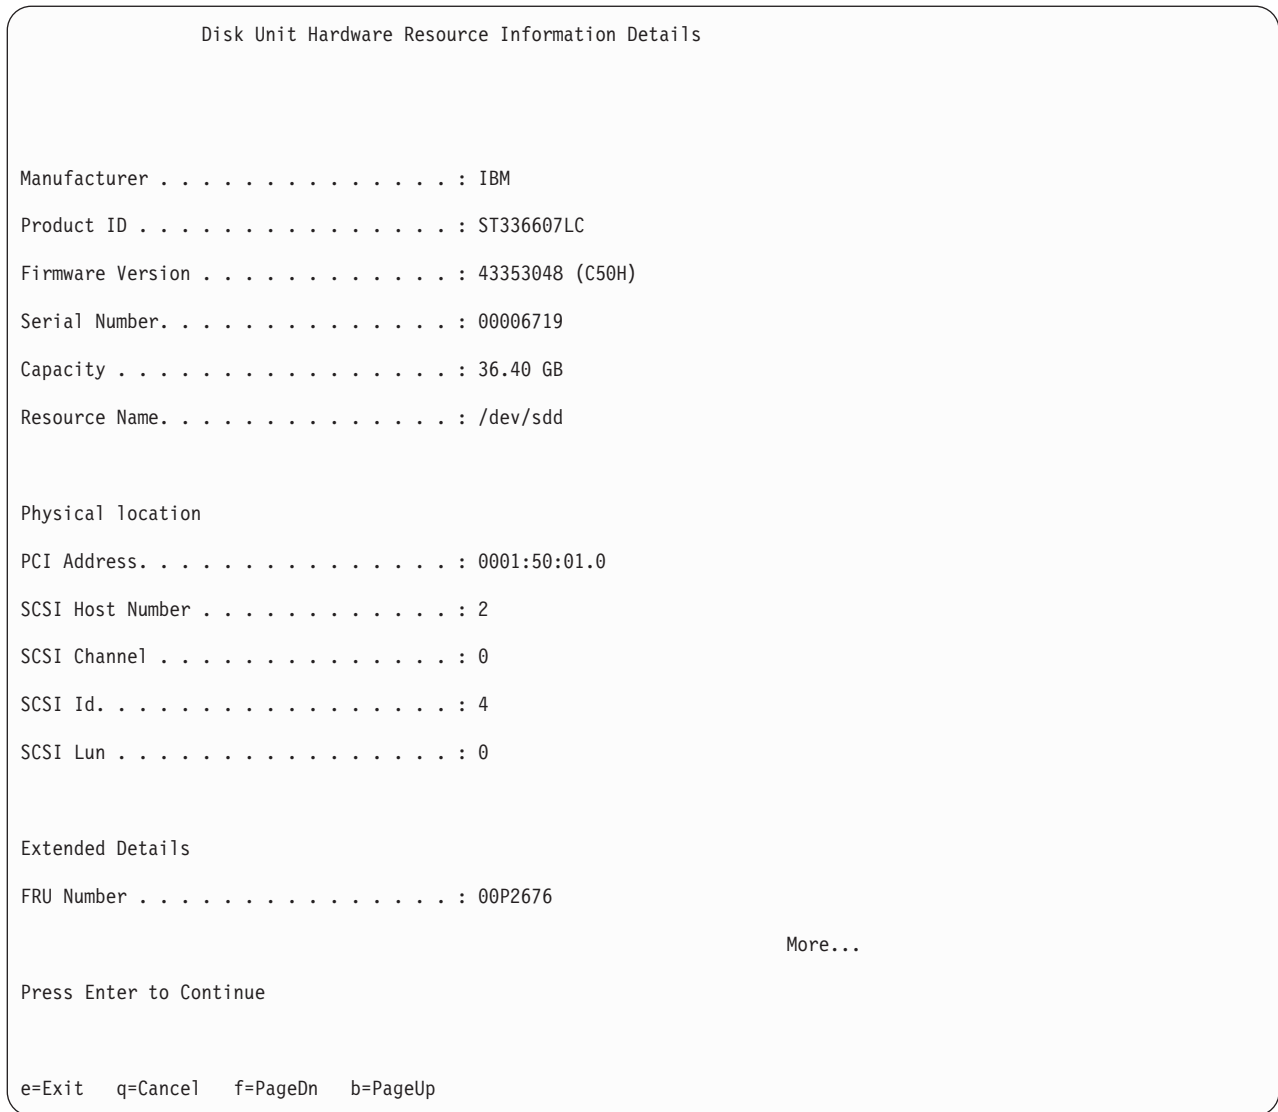 Disk Unit Hardware Resource Information Details
Manufacturer . . . . . . . . . . . . . . : IBM
Product ID . . . . . . . . . . . . . . . : ST336607LC
Firmware Version . . . . . . . . . . . . : 43353048 (C50H)
Serial Number. . . . . . . . . . . . . . : 00006719
Capacity . . . . . . . . . . . . . . . . : 36.40 GB
Resource Name. . . . . . . . . . . . . . : /dev/sdd
Physical location
PCI Address. . . . . . . . . . . . . . . : 0001:50:01.0
SCSI Host Number . . . . . . . . . . . . : 2
SCSI Channel . . . . . . . . . . . . . . : 0
SCSI Id. . . . . . . . . . . . . . . . . : 4
SCSI Lun . . . . . . . . . . . . . . . . : 0
Extended Details
FRU Number . . . . . . . . . . . . . . . : 00P2676
More...
Press Enter to Continue
e=Exit q=Cancel f=PageDn b=PageUp